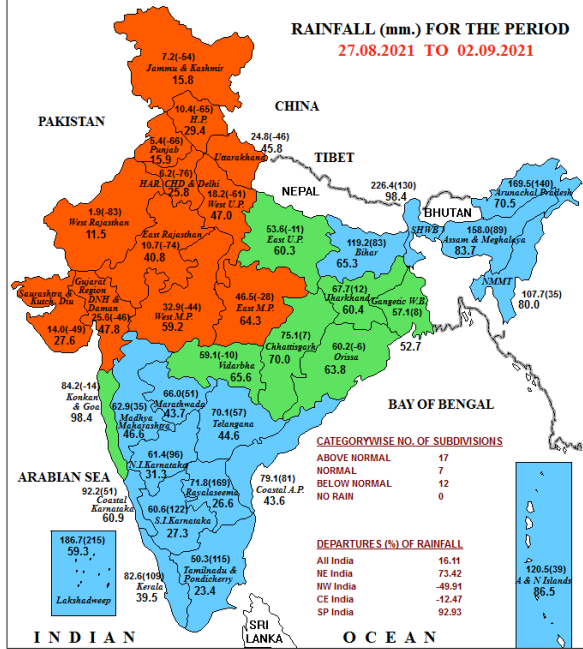 RAINFALL (mm.) FOR THE PERIOD
27.08.2021 TO 02.09.2021
7.2(-54)
Jammu & Kashmir
15.8
CHINA
PAKISTAN
10.4(-65)
H.P.
29.4
5.4(-66)
Punjab
15.9
24.8(-46)
45.8
Uttarakhand
TIBET
6.2(-76)
HAR. CHD & Delhi
25.8
18.2(-61)
West U.P.
47.0
NEPAL
226.4(130)
98.4
169.5(140)
Arunachal Pradesh
70.5
BHUTAN
1.9(-83)
West Rajasthan
11.5
East Rajasthan
10.7(-74)
40.8
53.6(-11)
East U.P.
60.3
119.2(83)
Bihar
65.3
SHWB
158.0(89)
Assam & Meghalaya
83.7
NMMT
107.7(35)
80.0
Saurashtra &
Kutch, Diu
14.0(-49)
27.6
Gujarat
Region
DNH &
Daman
25.6(-46)
47.8
32.9(-44)
West M.P.
59.2
46.5(-28)
East M.P.
64.3
67.7(12)
Jharkhand
60.4
Gangetic W.B.
57.1(8)
52.7
75.1(7)
Chhattisgarh
70.0
60.2(-6)
Orissa
63.8
59.1(-10)
Vidarbha
65.6
84.2(-14)
Konkan
& Goa
98.4
66.0(51)
Marathwada
43.7
62.9(35)
Madhya
Maharashtra
46.6
70.1(57)
Telangana
44.6
BAY OF BENGAL
61.4(96)
N.I.Karnataka
31.3
ARABIAN SEA
92.2(51)
Coastal
Karnataka
60.9
71.8(169)
Rayalaseema
26.6
79.1(81)
Coastal A.P.
43.6
60.6(122)
S.I.Karnataka
27.3
186.7(215)
59.3
Lakshadweep
82.6(109)
Kerala
39.5
50.3(115)
Tamilnadu &
Pondicherry
23.4
CATEGORYWISE NO. OF SUBDIVISIONS
ABOVE NORMAL 17
NORMAL 7
BELOW NORMAL 12
NO RAIN 0
DEPARTURES (%) OF RAINFALL
All India 16.11
NE India 73.42
NW India -49.91
CE India -12.47
SP India 92.93
120.5(39)
A & N Islands
86.5
SRI
LANKA
INDIAN OCEAN